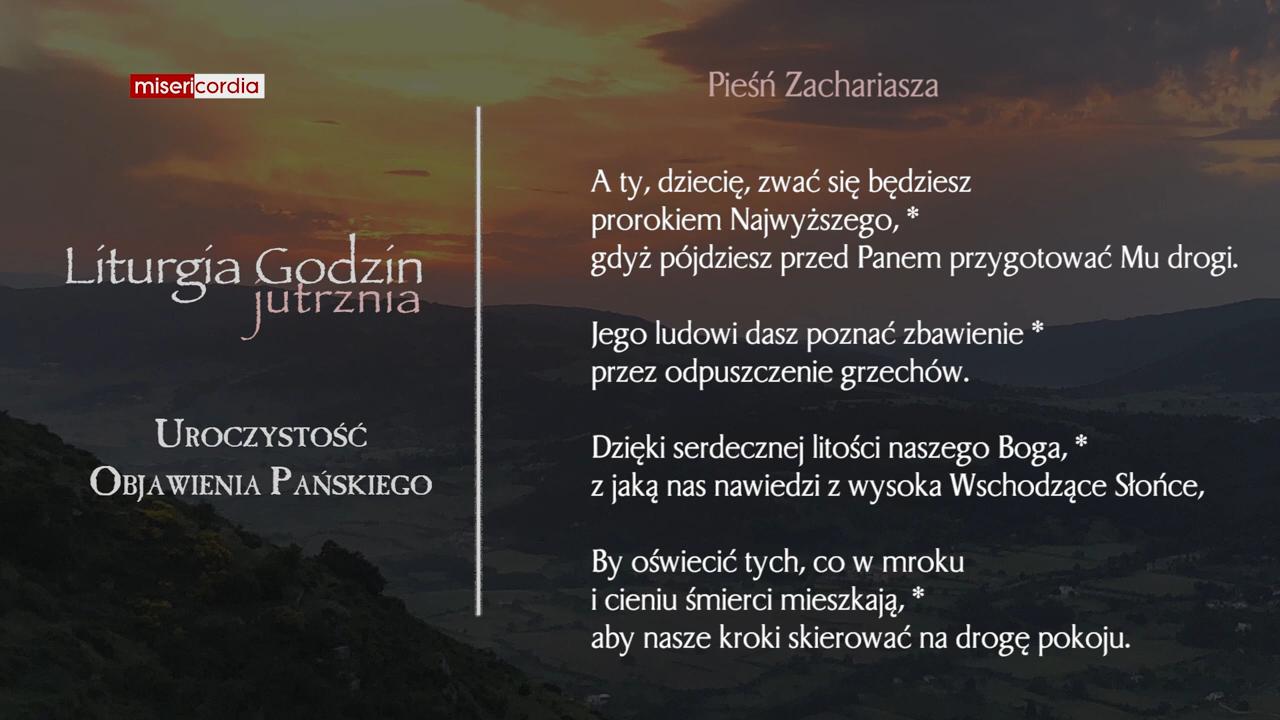 misericordia
Liturgia Godzin
jutrznia
Uroczystość
Objawienia Pańskiego
Pieśń Zachariasza
A ty, dziecię, zwać się będziesz
prorokiem Najwyższego, *
gdyż pójdziesz przed Panem przygotować Mu drogi.
Jego ludowi dasz poznać zbawienie *
przez odpuszczenie grzechów.
Dzięki serdecznej litości naszego Boga, *
z jaką nas nawiedzi z wysoka Wschodzące Słońce,
By oświecić tych, co w mroku
i cieniu śmierci mieszkają, *
aby nasze kroki skierować na drogę pokoju.